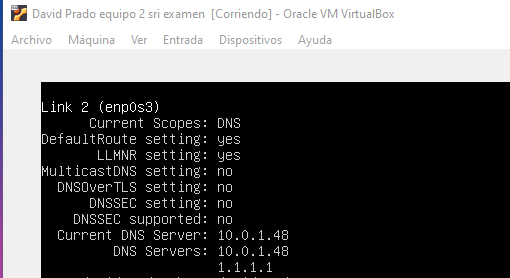 David Prado equipo 2 sri examen [Corriendo] - Oracle VM VirtualBox
Archivo Máquina Ver Entrada Dispositivos Ayuda
Link 2 (enp0s3)
Current Scopes: DNS
DefaultRoute setting: yes
LLMNR setting: yes
MulticastDNS setting: no
DNSOverTLS setting: no
DNSSEC setting: no
DNSSEC supported: no
Current DNS Server: 10.0.1.48
DNS Servers: 10.0.1.48
1.1.1.1